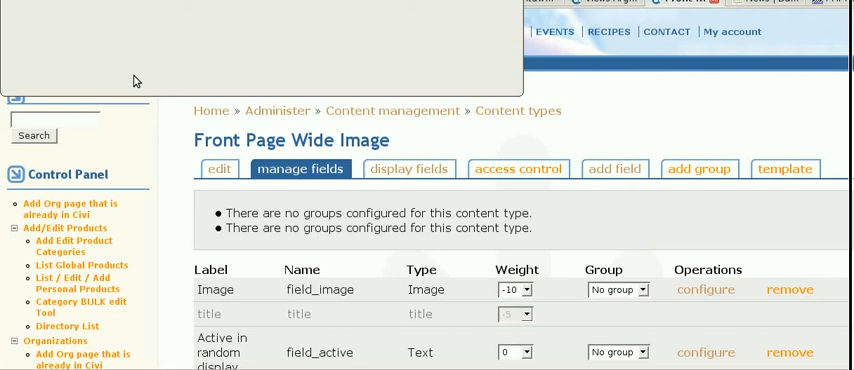 EVENTS | RECIPES | CONTACT | My account
Search
Home » Administer » Content management » Content types
Front Page Wide Image
edit manage fields display fields access control add field add group template
Control Panel
Add Org page that is
already in Civi
Add/Edit Products
Add Edit Product
Categories
List Global Products
List / Edit / Add
Personal Products
Category BULK edit
Tool
Directory List
Organizations
Add Org page that is
already in Civi
There are no groups configured for this content type.
There are no groups configured for this content type.
Label Name Type Weight Group Operations
Image field_image Image -10 No group configure remove
title title title -5
Active in
random
display
field_active Text 0 No group configure remove